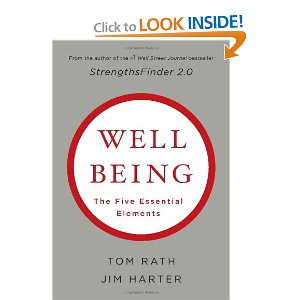 Click to LOOK INSIDE!
From the author of the #1 Wall Street Journal bestseller
StrengthsFinder 2.0
WELL
BEING
The Five Essential
Elements
TOM RATH
JIM HARTER